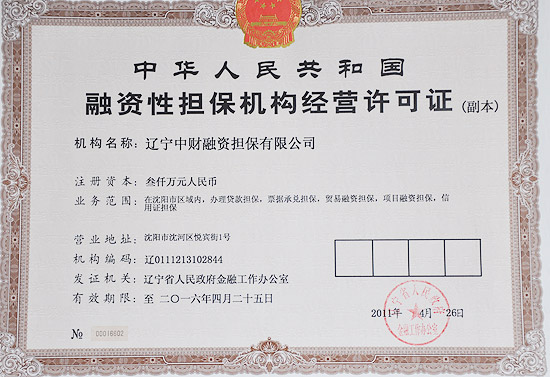 中华人民共和国
融资性担保机构经营许可证(副本)
机构名称: 辽宁中财融资担保有限公司
注册资本: 叁仟万元人民币
业务范围: 在沈阳市区域内, 办理贷款担保, 票据承兑担保, 贸易融资担保, 项目融资担保, 信
用证担保
营业地址: 沈阳市沈河区悦宾街1号
机构编码: 辽0111213102844
发证机关: 辽宁省人民政府金融工作办公室
有效期限: 至二〇一六年四月二十五日
2011年 4月 26日
№ 00016602